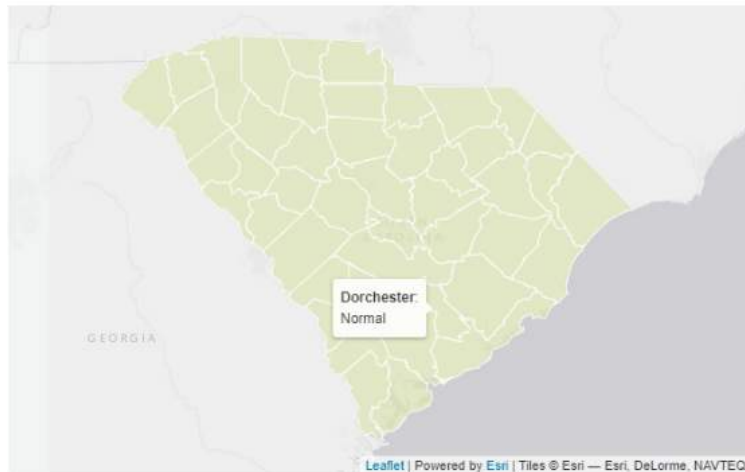 Dorchester:
Normal
GEORGIA
Leaflet | Powered by Esri | Tiles © Esri — Esri, DeLorme, NAVTEQ